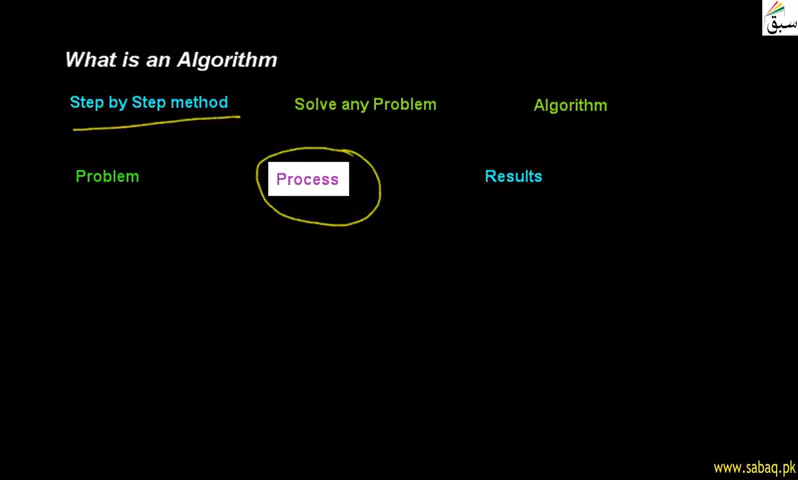 سبق
What is an Algorithm
Step by Step method Solve any Problem Algorithm
Problem Process Results
www.sabaq.pk